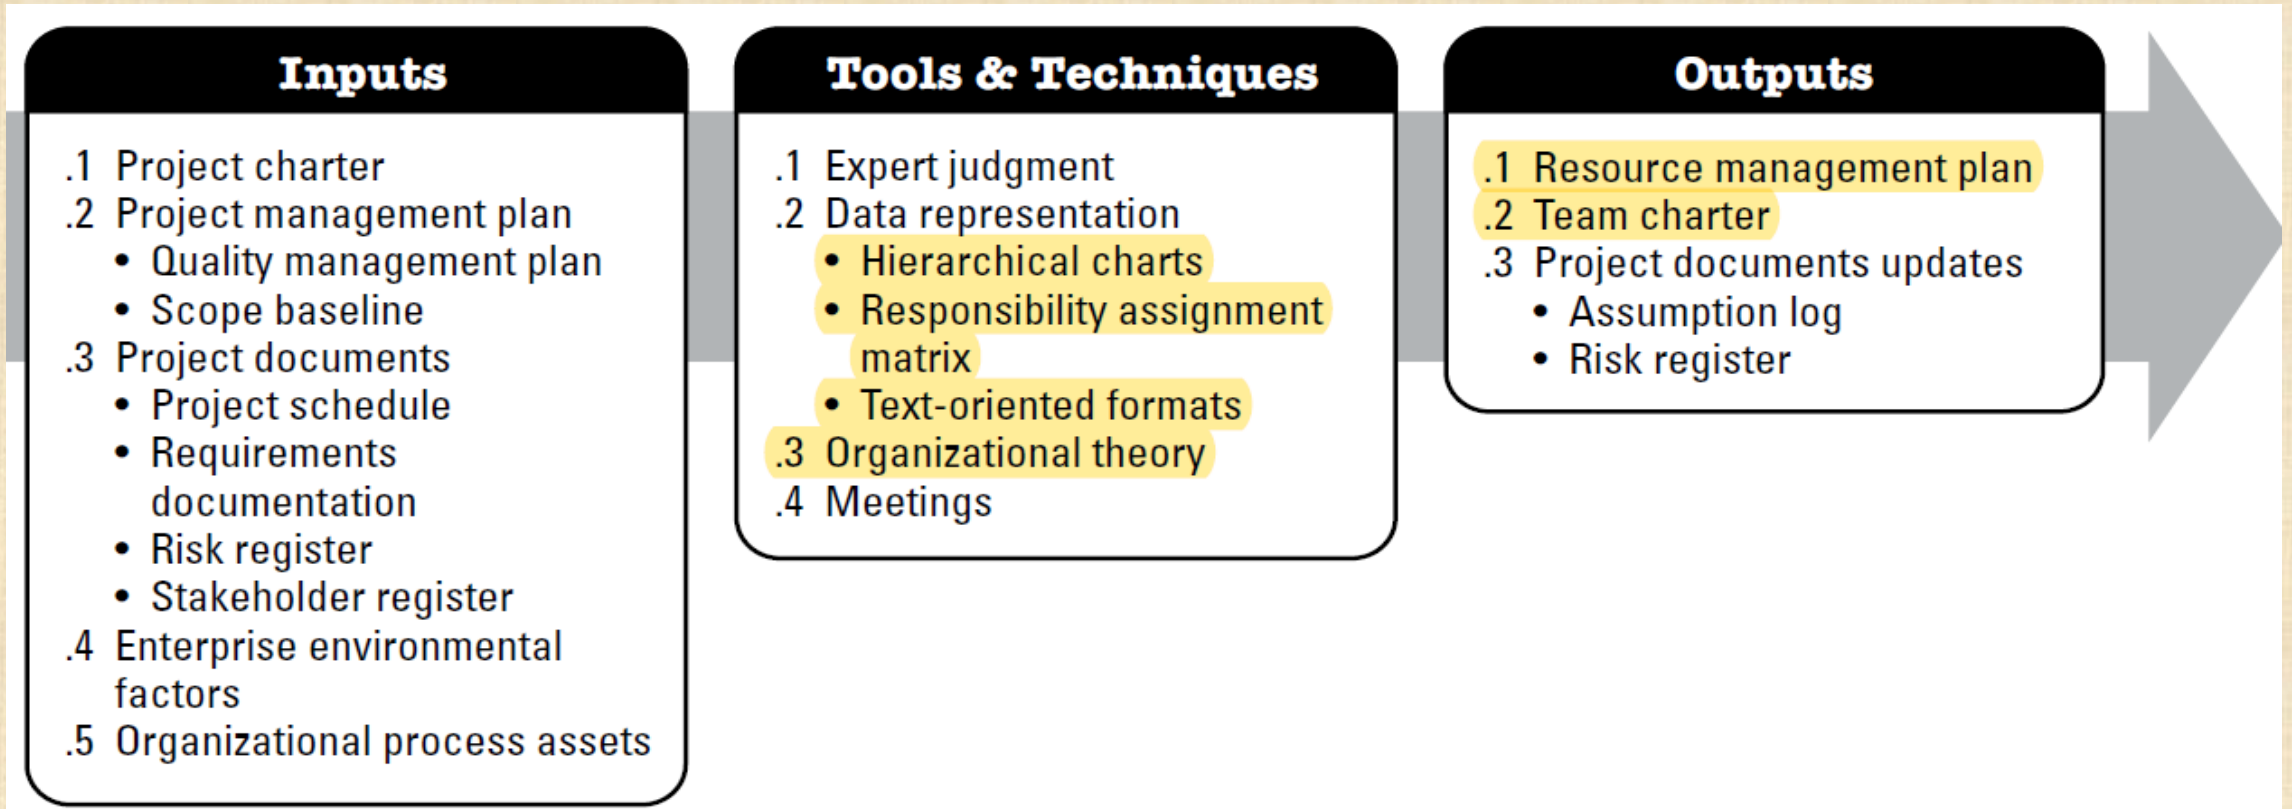 Inputs
.1 Project charter
.2 Project management plan
• Quality management plan
• Scope baseline
.3 Project documents
• Project schedule
• Requirements
documentation
• Risk register
• Stakeholder register
.4 Enterprise environmental
factors
.5 Organizational process assets
Tools & Techniques
.1 Expert judgment
.2 Data representation
• Hierarchical charts
• Responsibility assignment
matrix
• Text-oriented formats
.3 Organizational theory
.4 Meetings
Outputs
.1 Resource management plan
.2 Team charter
.3 Project documents updates
• Assumption log
• Risk register